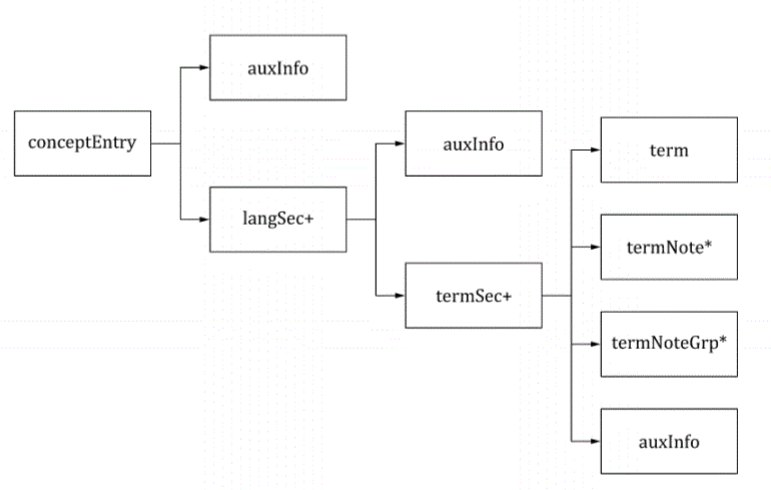 auxInfo
conceptEntry
langSec+
auxInfo
termSec+
term
termNote*
termNoteGrp*
auxInfo